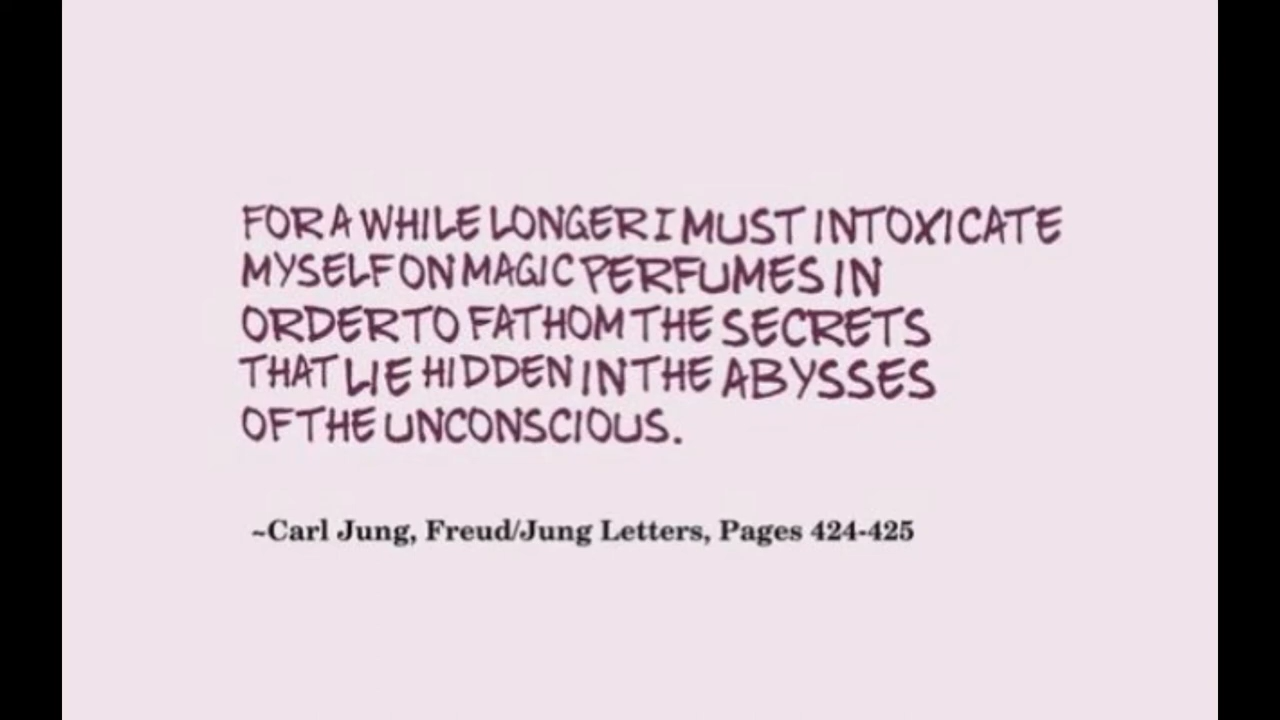 FOR A WHILE LONGER I MUST INTOXICATE
MYSELF ON MAGIC PERFUMES IN
ORDER TO FATHOM THE SECRETS
THAT LIE HIDDEN IN THE ABYSSES
OF THE UNCONSCIOUS.
~Carl Jung, Freud/Jung Letters, Pages 424-425